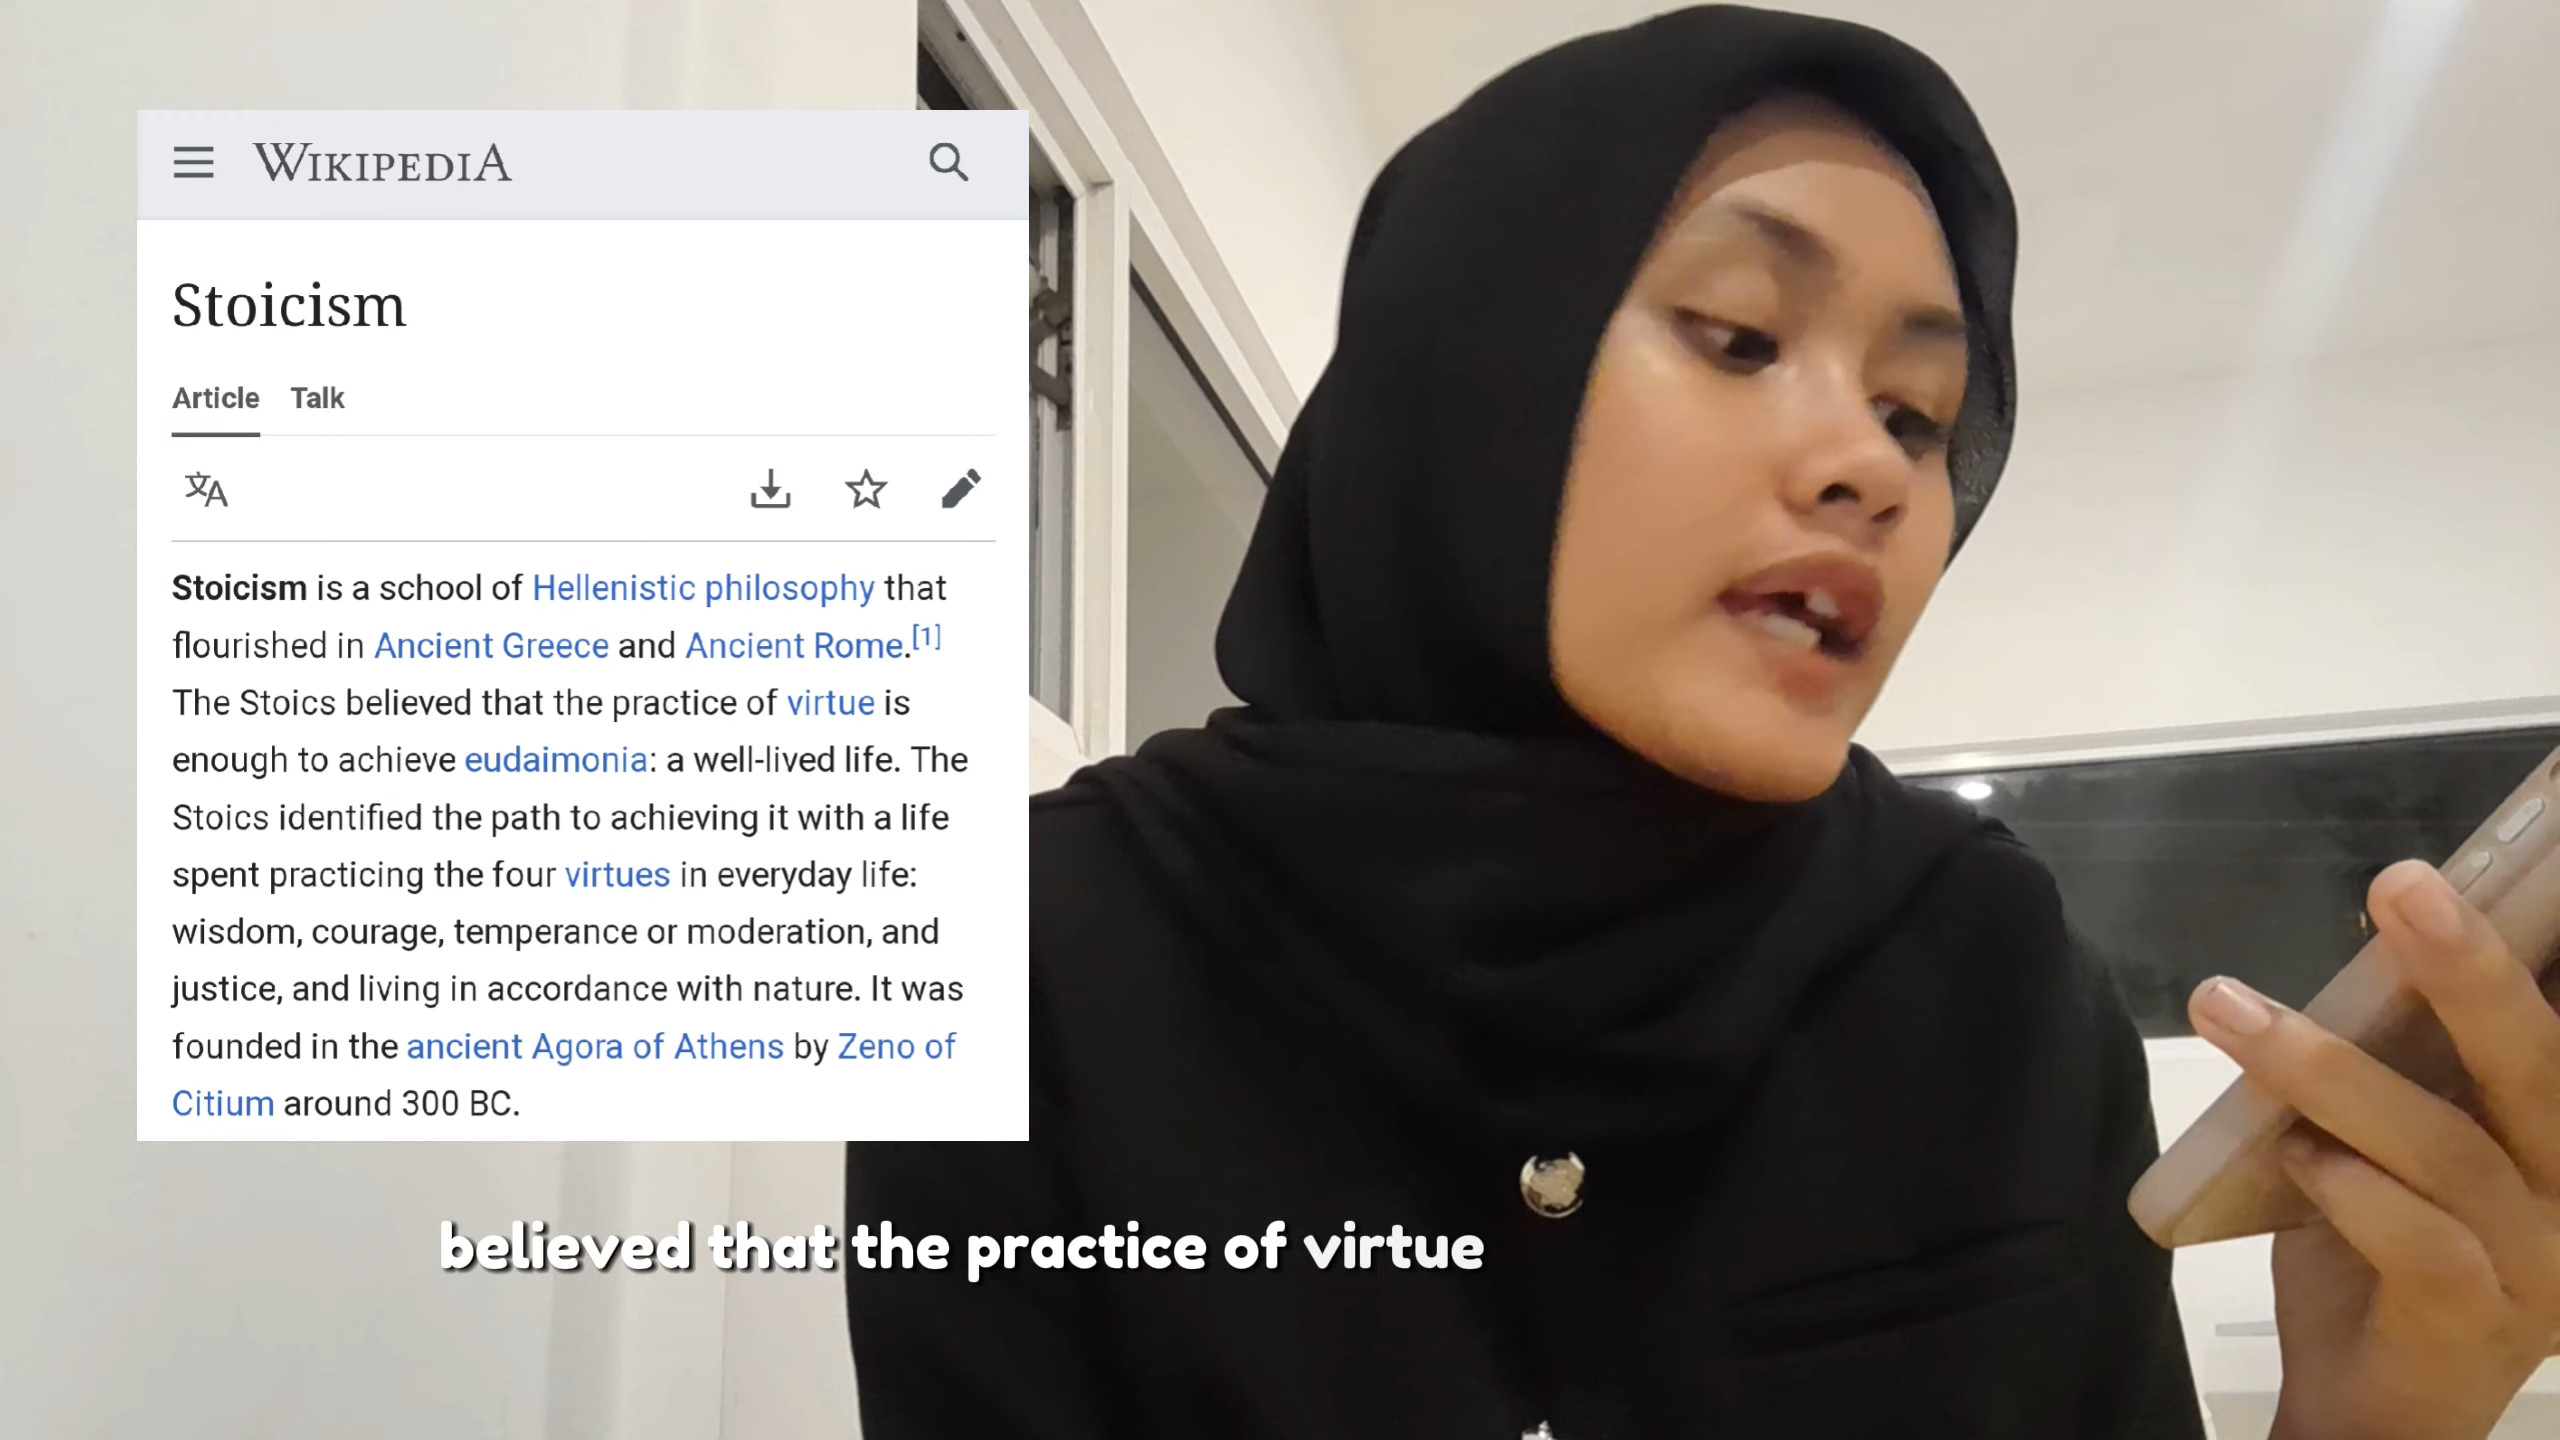 WIKIPEDIA
Stoicism
Article Talk
Stoicism is a school of Hellenistic philosophy that
flourished in Ancient Greece and Ancient Rome.[1]
The Stoics believed that the practice of virtue is
enough to achieve eudaimonia: a well-lived life. The
Stoics identified the path to achieving it with a life
spent practicing the four virtues in everyday life:
wisdom, courage, temperance or moderation, and
justice, and living in accordance with nature. It was
founded in the ancient Agora of Athens by Zeno of
Citium around 300 BC.
believed that the practice of virtue